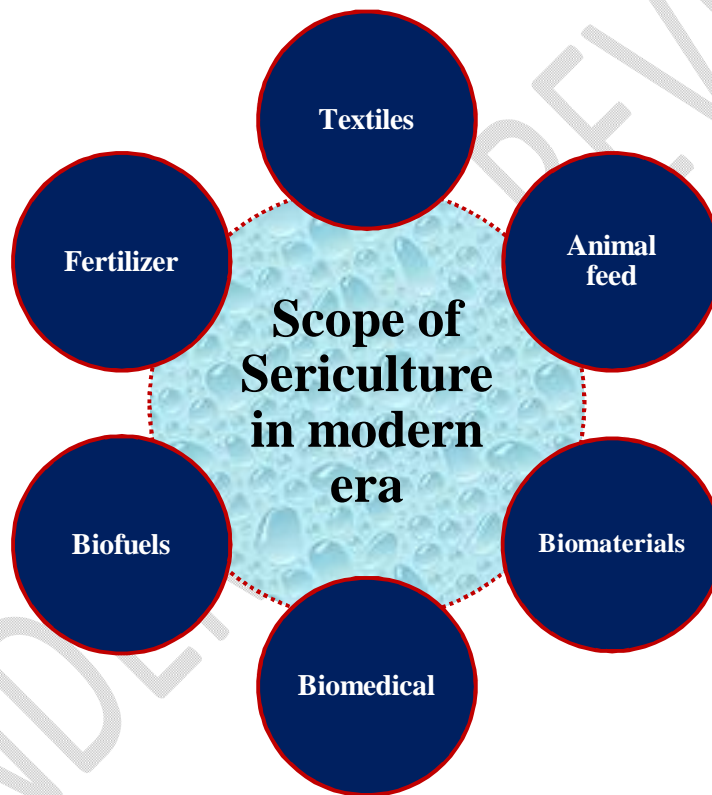 Textiles
Animal
feed
Fertilizer
Scope of
Sericulture
in modern
era
Biofuels
Biomaterials
Biomedical